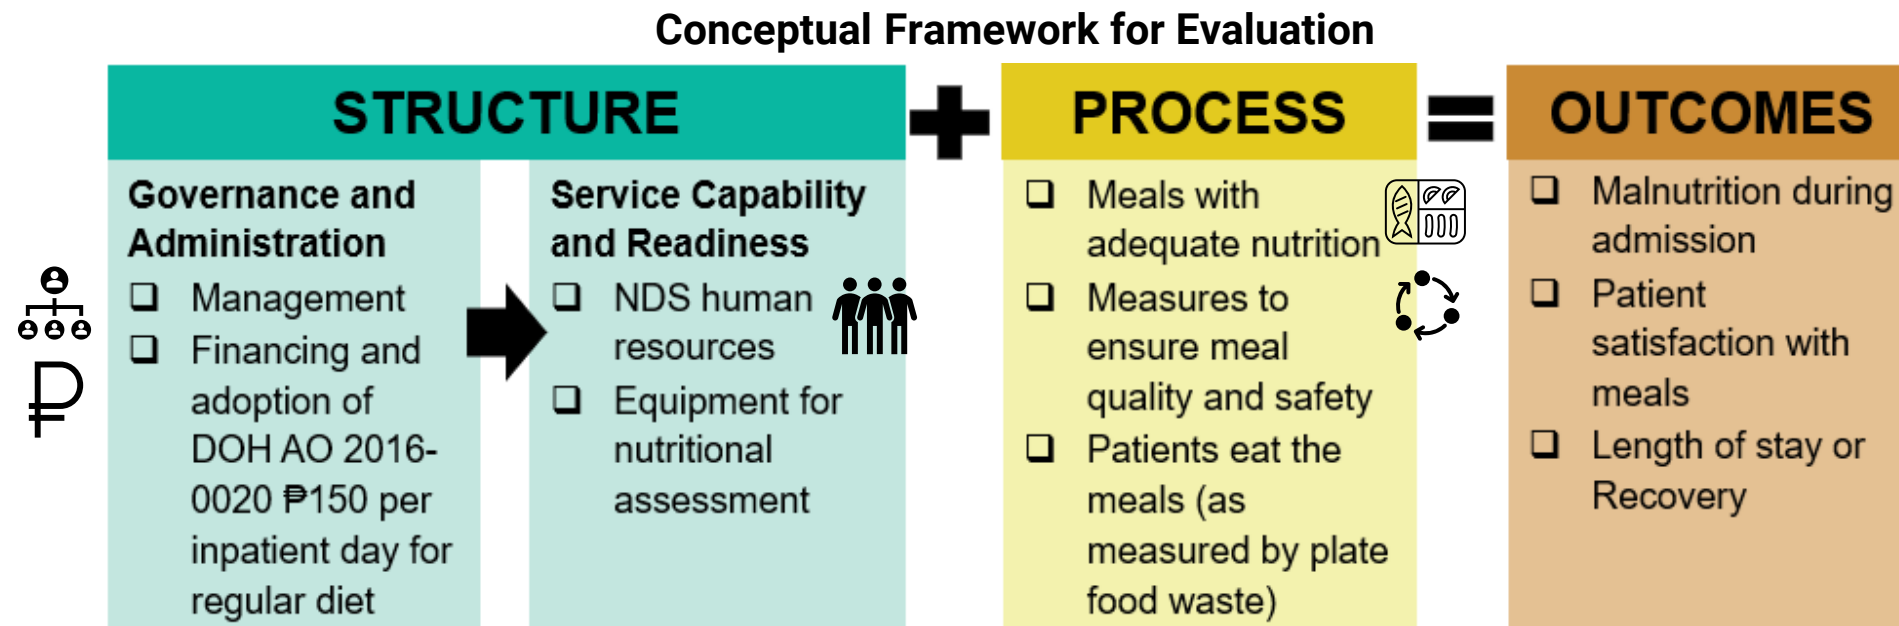 Conceptual Framework for Evaluation
STRUCTURE
Governance and
Administration
❑ Management
❑ Financing and
adoption of
DOH AO 2016-
0020 ₱150 per
inpatient day for
regular diet
Service Capability
and Readiness
❑ NDS human
resources
❑ Equipment for
nutritional
assessment
+
PROCESS
❑ Meals with
adequate nutrition
❑ Measures to
ensure meal
quality and safety
❑ Patients eat the
meals (as
measured by plate
food waste)
=
OUTCOMES
❑ Malnutrition during
admission
❑ Patient
satisfaction with
meals
❑ Length of stay or
Recovery